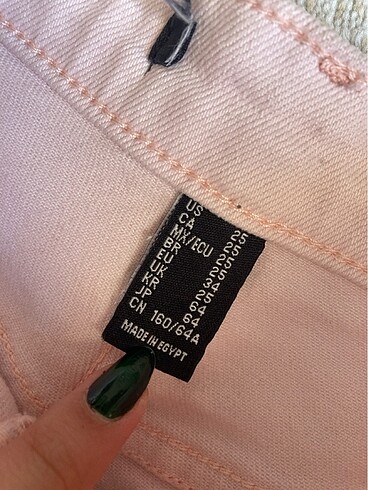 US 25
CA 25
MX/ECU 25
BR 25
EU 34
UK 25
KR 64
JP 64
CN 160/64A
MADE IN EGYPT